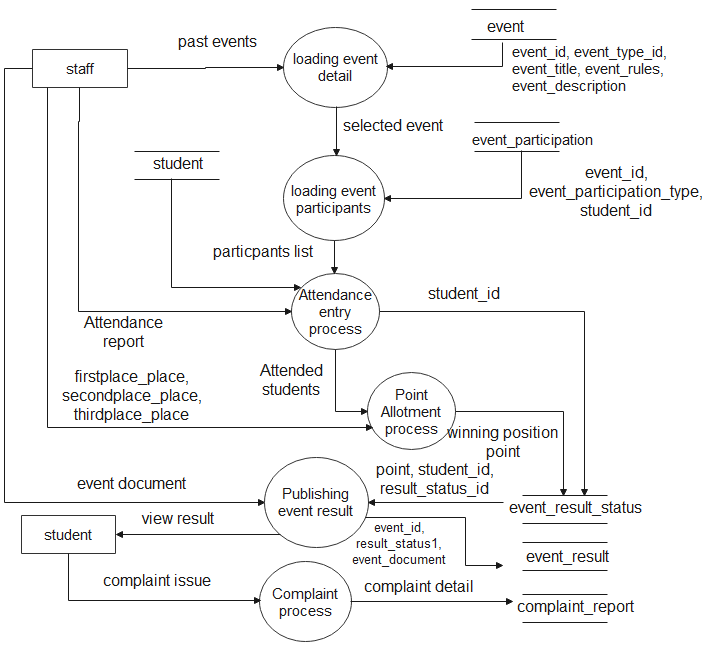 event
past events
event_id, event_type_id,
event_title, event_rules,
event_description
staff
loading event
detail
selected event
event_participation
student
event_id,
event_participation_type,
student_id
loading event
participants
particpants list
Attendance
entry
process
student_id
Attendance
report
Attended
students
firstplace_place,
secondplace_place,
thirdplace_place
Point
Allotment
process
winning position
point
event document
point, student_id,
result_status_id
Publishing
event result
event_result_status
view result
student
event_id,
result_status1,
event_document
event_result
complaint issue
Complaint
process
complaint detail
complaint_report